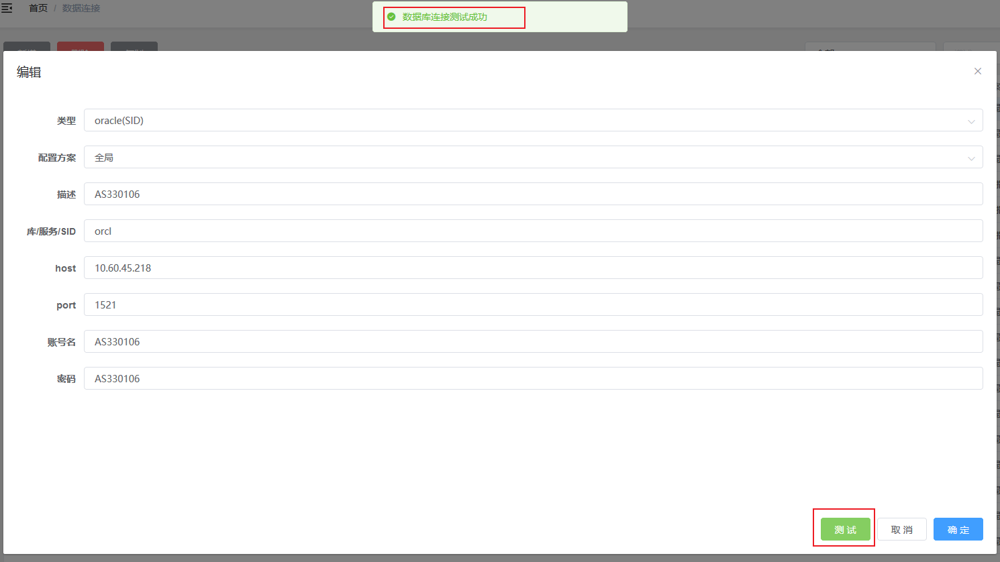 首页 / 数据连接
数据库连接测试成功
编辑
类型 oracle(SID)
配置方案 全局
描述 AS330106
库/服务/SID orcl
host 10.60.45.218
port 1521
账号名 AS330106
密码 AS330106
测 试 取 消 确 定